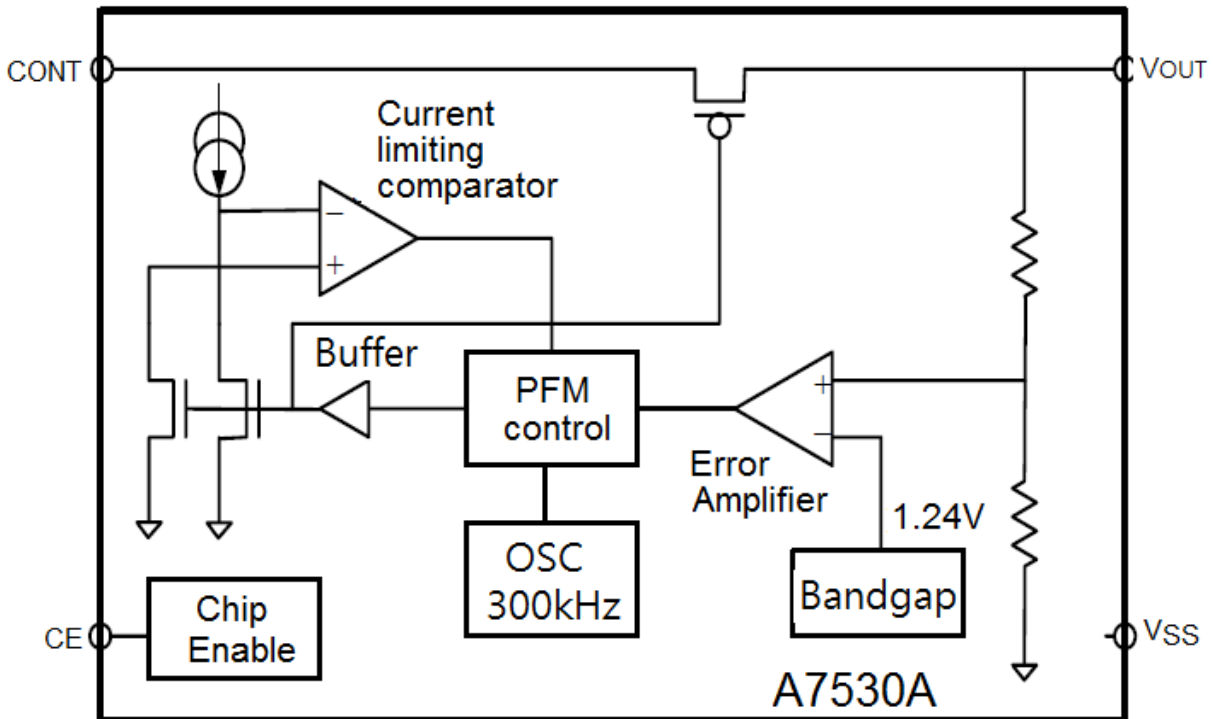 CONT
VOUT
Current
limiting
comparator
−
+
Buffer
PFM
control
+
−
Error
Amplifier
1.24V
OSC
300kHz
Bandgap
Chip
Enable
CE
VSS
A7530A